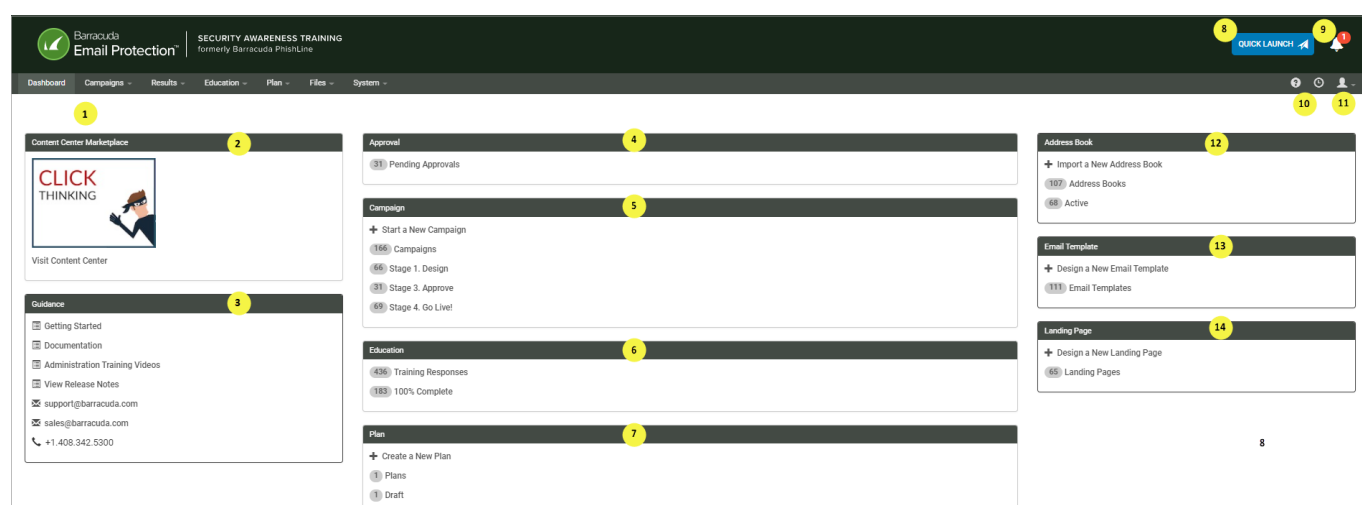 Barracuda
Email Protection™
SECURITY AWARENESS TRAINING
formerly Barracuda PhishLine
8
QUICK LAUNCH
9
1
Dashboard Campaigns Results Education Plan Files System
?
10
11
1
Content Center Marketplace
2
CLICK
THINKING
Visit Content Center
Guidance
3
Getting Started
Documentation
Administration Training Videos
View Release Notes
support@barracuda.com
sales@barracuda.com
+1.408.342.5300
Approval
4
31 Pending Approvals
Campaign
5
Start a New Campaign
166 Campaigns
66 Stage 1. Design
31 Stage 3. Approve
69 Stage 4. Go Live!
Education
6
436 Training Responses
183 100% Complete
Plan
7
Create a New Plan
1 Plans
1 Draft
Address Book
12
Import a New Address Book
107 Address Books
68 Active
Email Template
13
Design a New Email Template
111 Email Templates
Landing Page
14
Design a New Landing Page
65 Landing Pages
8